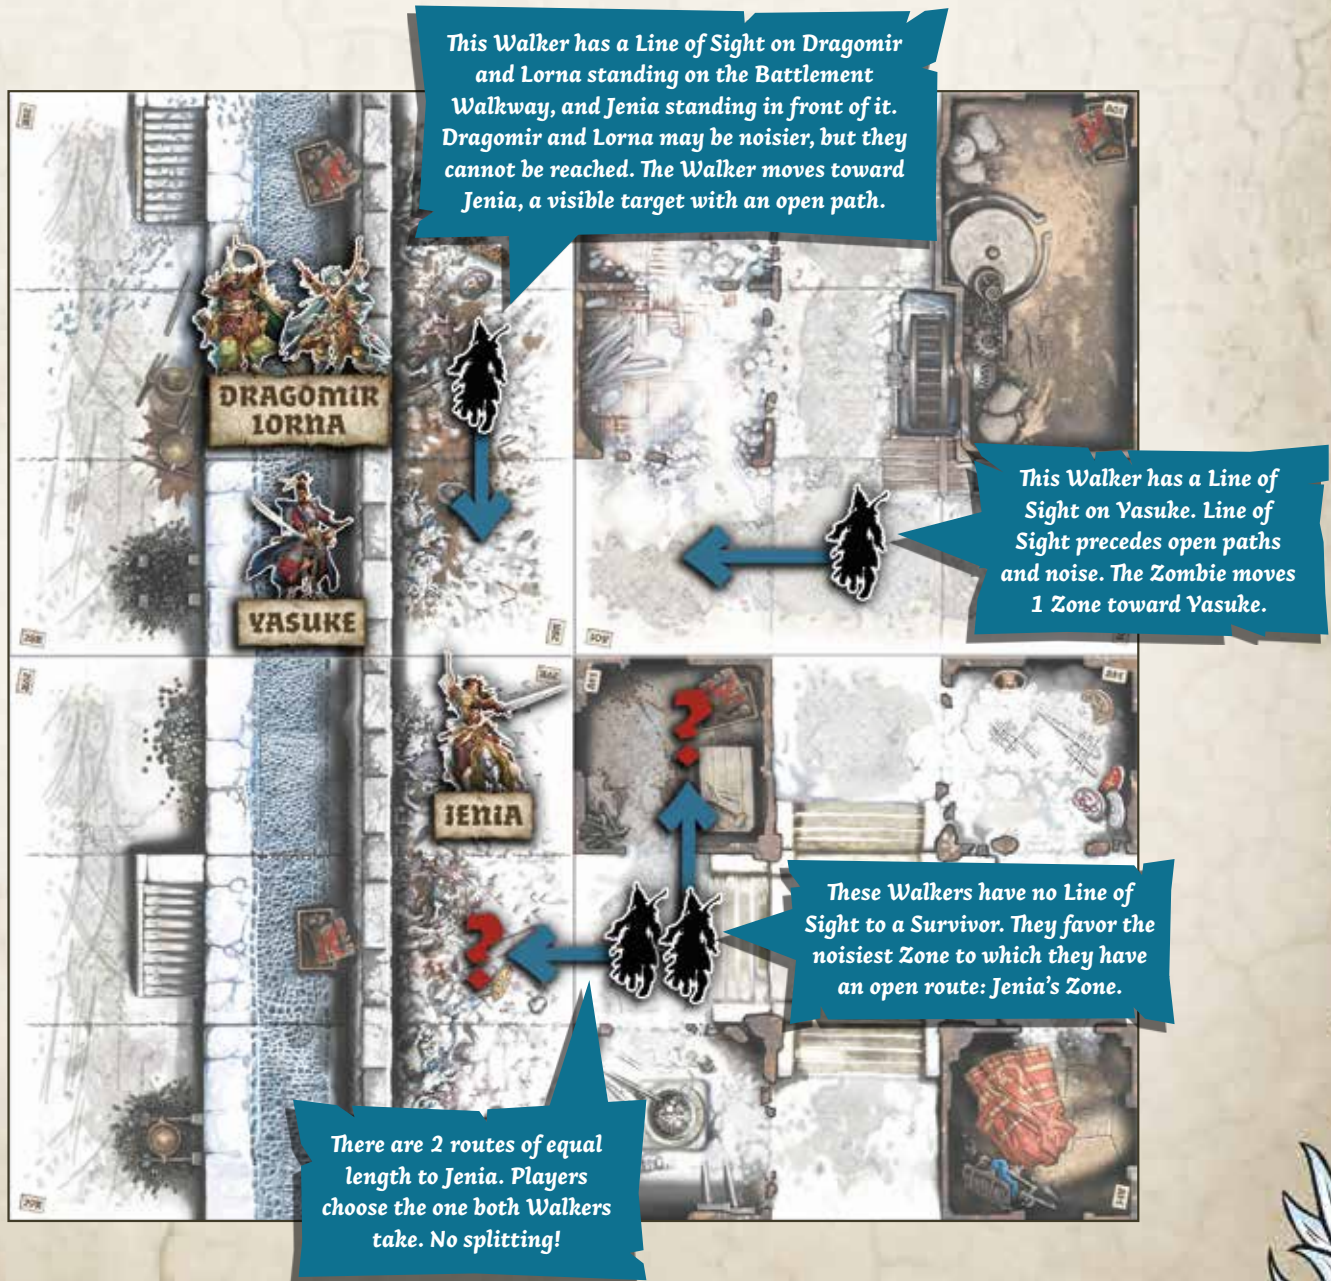 This Walker has a Line of Sight on Dragomir
and Lorna standing on the Battlement
Walkway, and Jenia standing in front of it.
Dragomir and Lorna may be noisier, but they
cannot be reached. The Walker moves toward
Jenia, a visible target with an open path.
DRAGOMIR
LORNA
This Walker has a Line of
Sight on Yasuke. Line of
Sight precedes open paths
and noise. The Zombie moves
1 Zone toward Yasuke.
YASUKE
?
JENIA
These Walkers have no Line of
Sight to a Survivor. They favor the
noisiest Zone to which they have
an open route: Jenia's Zone.
?
There are 2 routes of equal
length to Jenia. Players
choose the one both Walkers
take. No splitting!